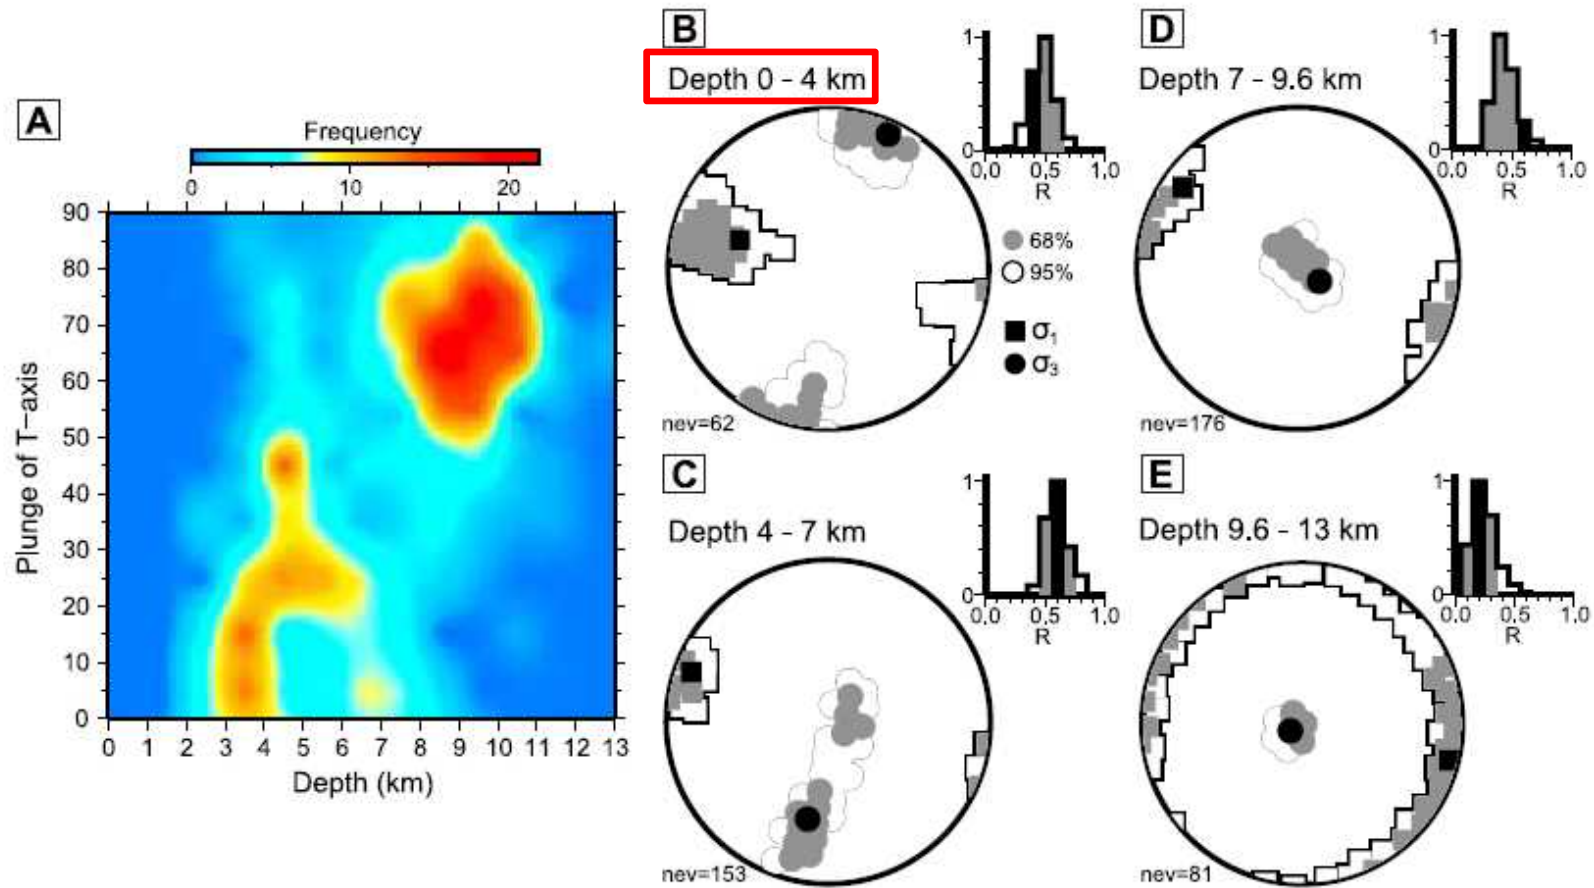 A
Frequency
0 10 20
90
80
70
60
50
40
30
20
10
0
Plunge of T-axis
0 1 2 3 4 5 6 7 8 9 10 11 12 13
Depth (km)
B
Depth 0 - 4 km
1
0
0.0 0.5 1.0
R
68%
95%
σ1
σ3
nev=62
C
Depth 4 - 7 km
1
0
0.0 0.5 1.0
R
nev=153
D
Depth 7 - 9.6 km
1
0
0.0 0.5 1.0
R
nev=176
E
Depth 9.6 - 13 km
1
0
0.0 0.5 1.0
R
nev=81